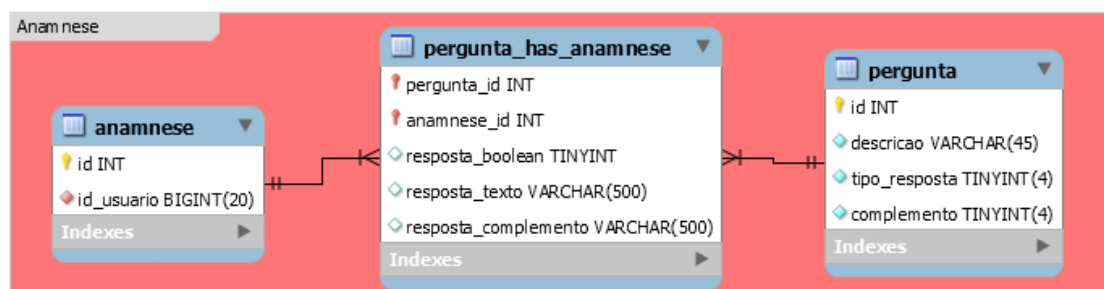 Anamnese
anamnese
id INT
id_usuario BIGINT(20)
Indexes
pergunta_has_anamnese
pergunta_id INT
anamnese_id INT
resposta_boolean TINYINT
resposta_texto VARCHAR(500)
resposta_complemento VARCHAR(500)
Indexes
pergunta
id INT
descricao VARCHAR(45)
tipo_resposta TINYINT(4)
complemento TINYINT(4)
Indexes